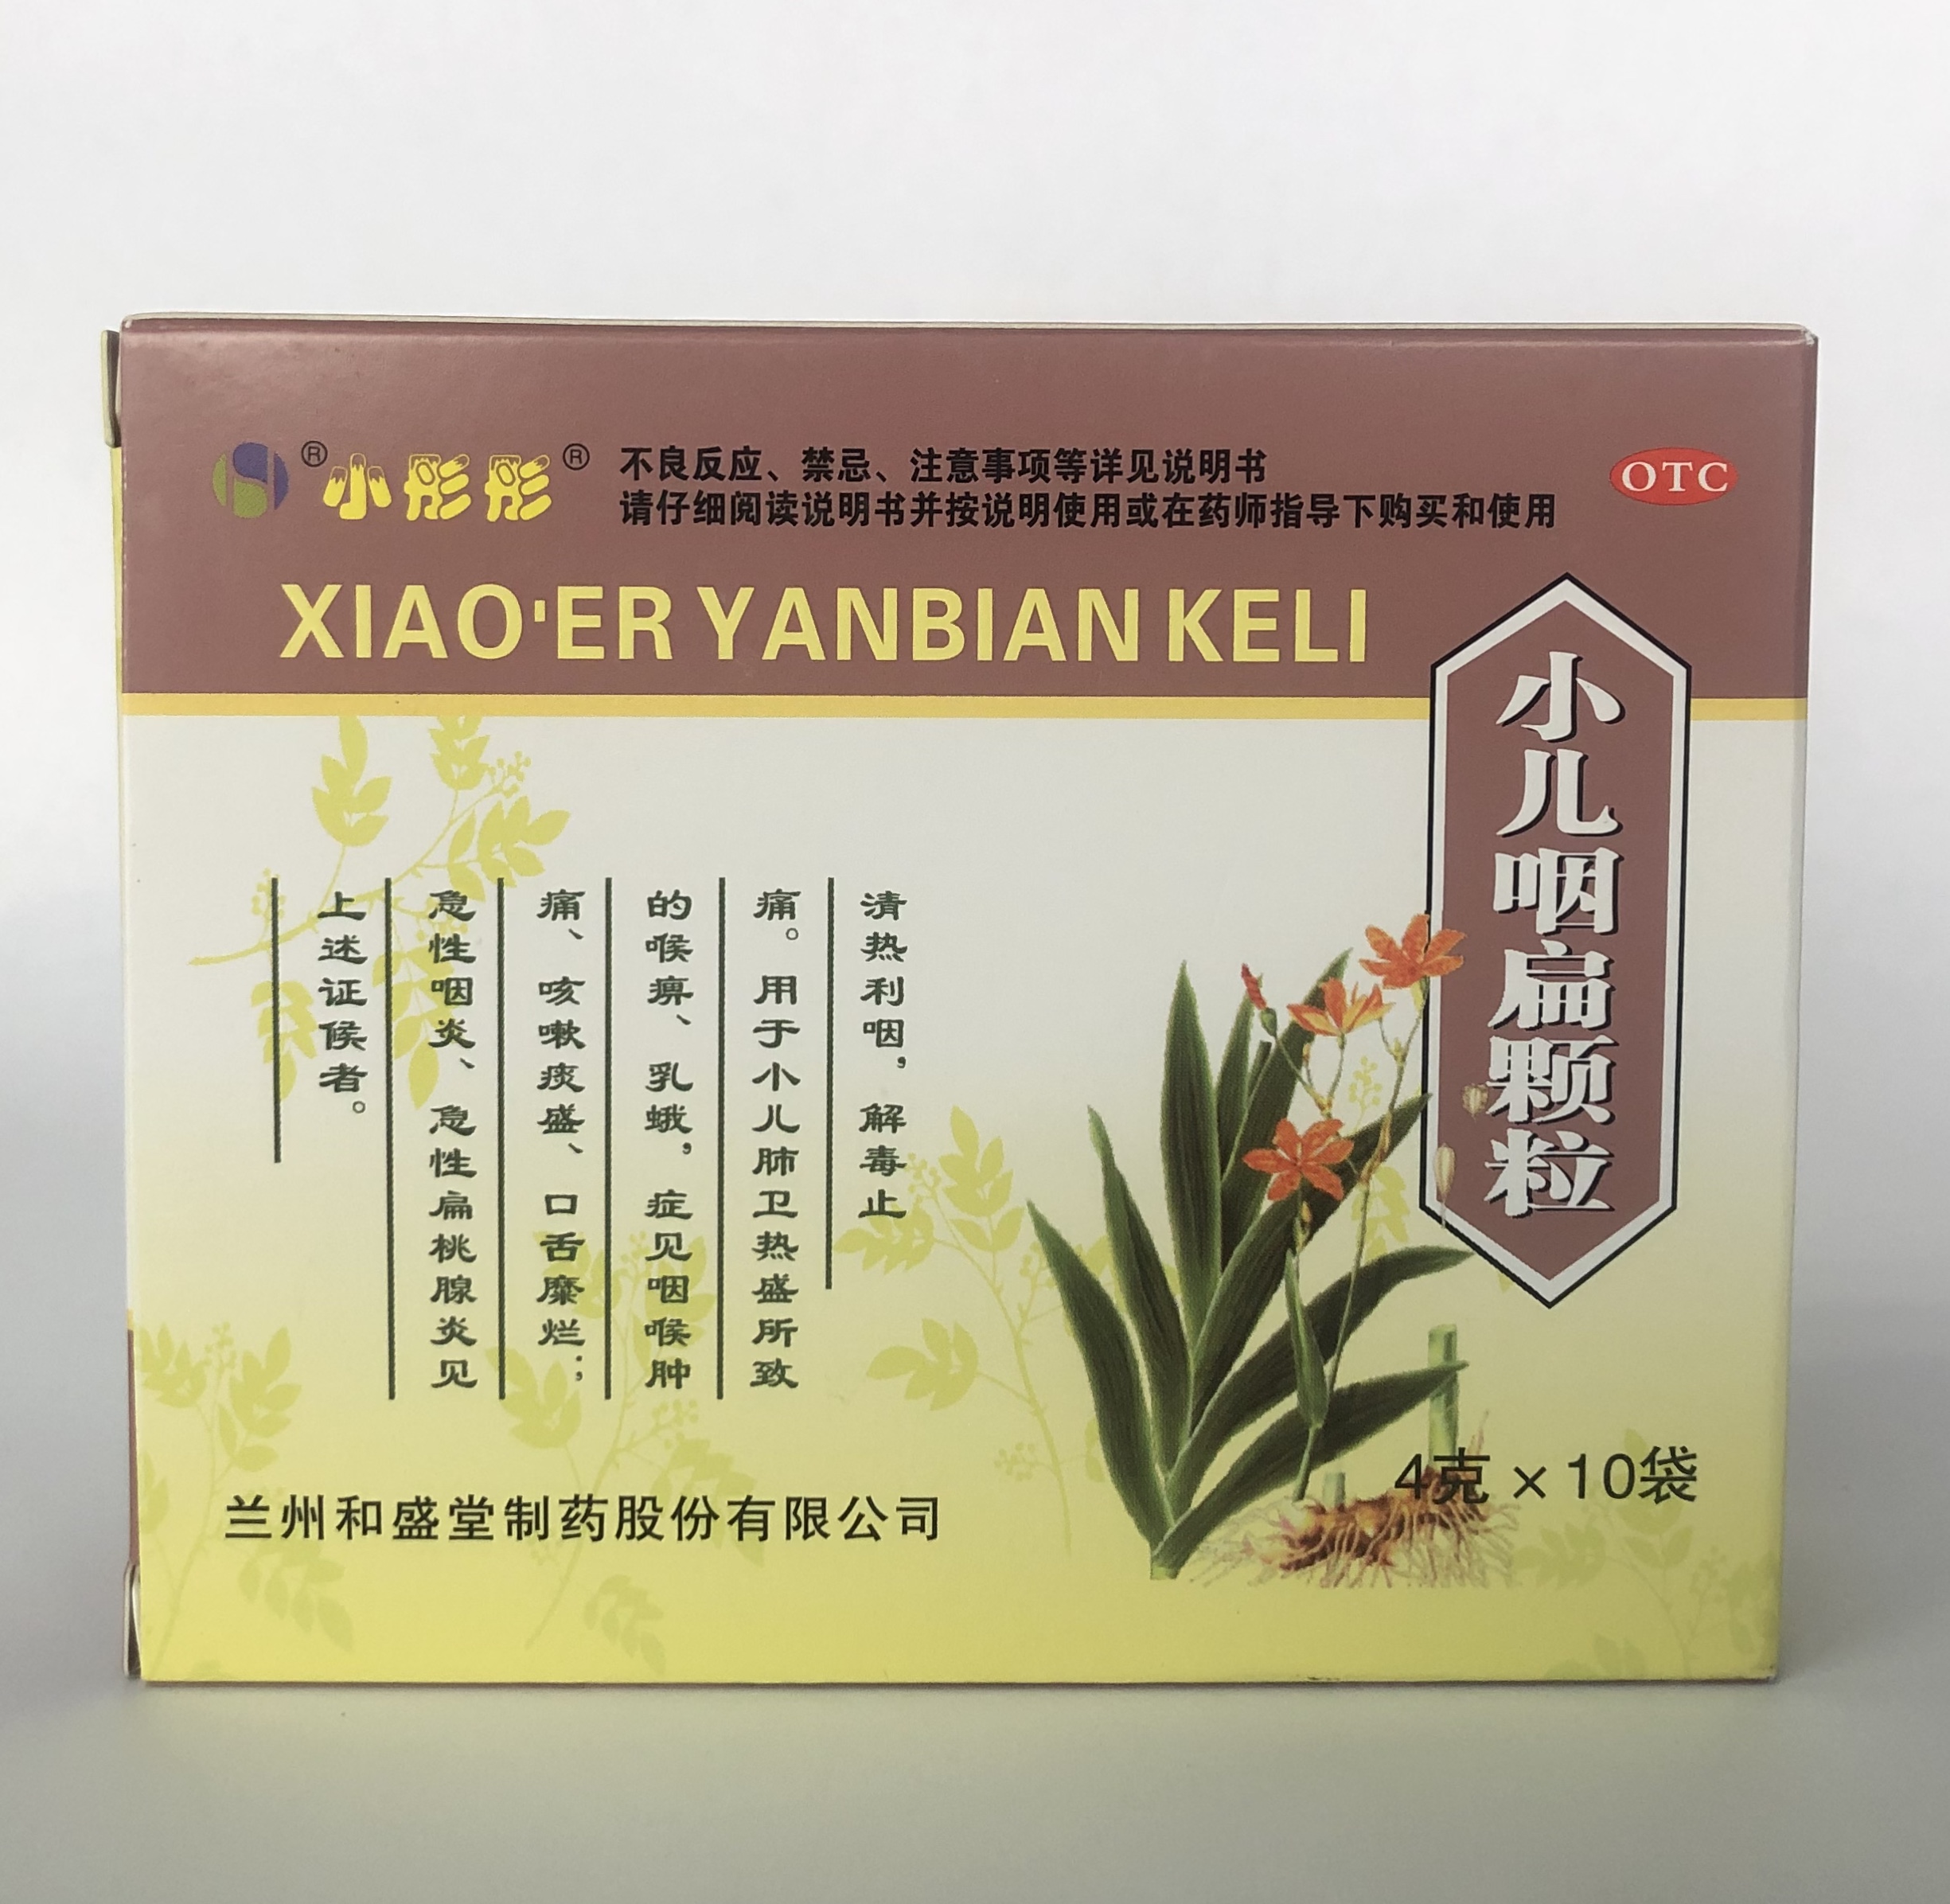 ® 小彤彤 ®
不良反应、禁忌、注意事项等详见说明书
请仔细阅读说明书并按说明使用或在药师指导下购买和使用
OTC
XIAO'ER YANBIAN KELI
小儿咽扁颗粒
清热利咽，解毒止
痛。用于小儿肺卫热盛所致
的喉痹、乳蛾，症见咽喉肿
痛、咳嗽痰盛、口舌糜烂；
急性咽炎、急性扁桃腺炎见
上述证候者。
4克×10袋
兰州和盛堂制药股份有限公司